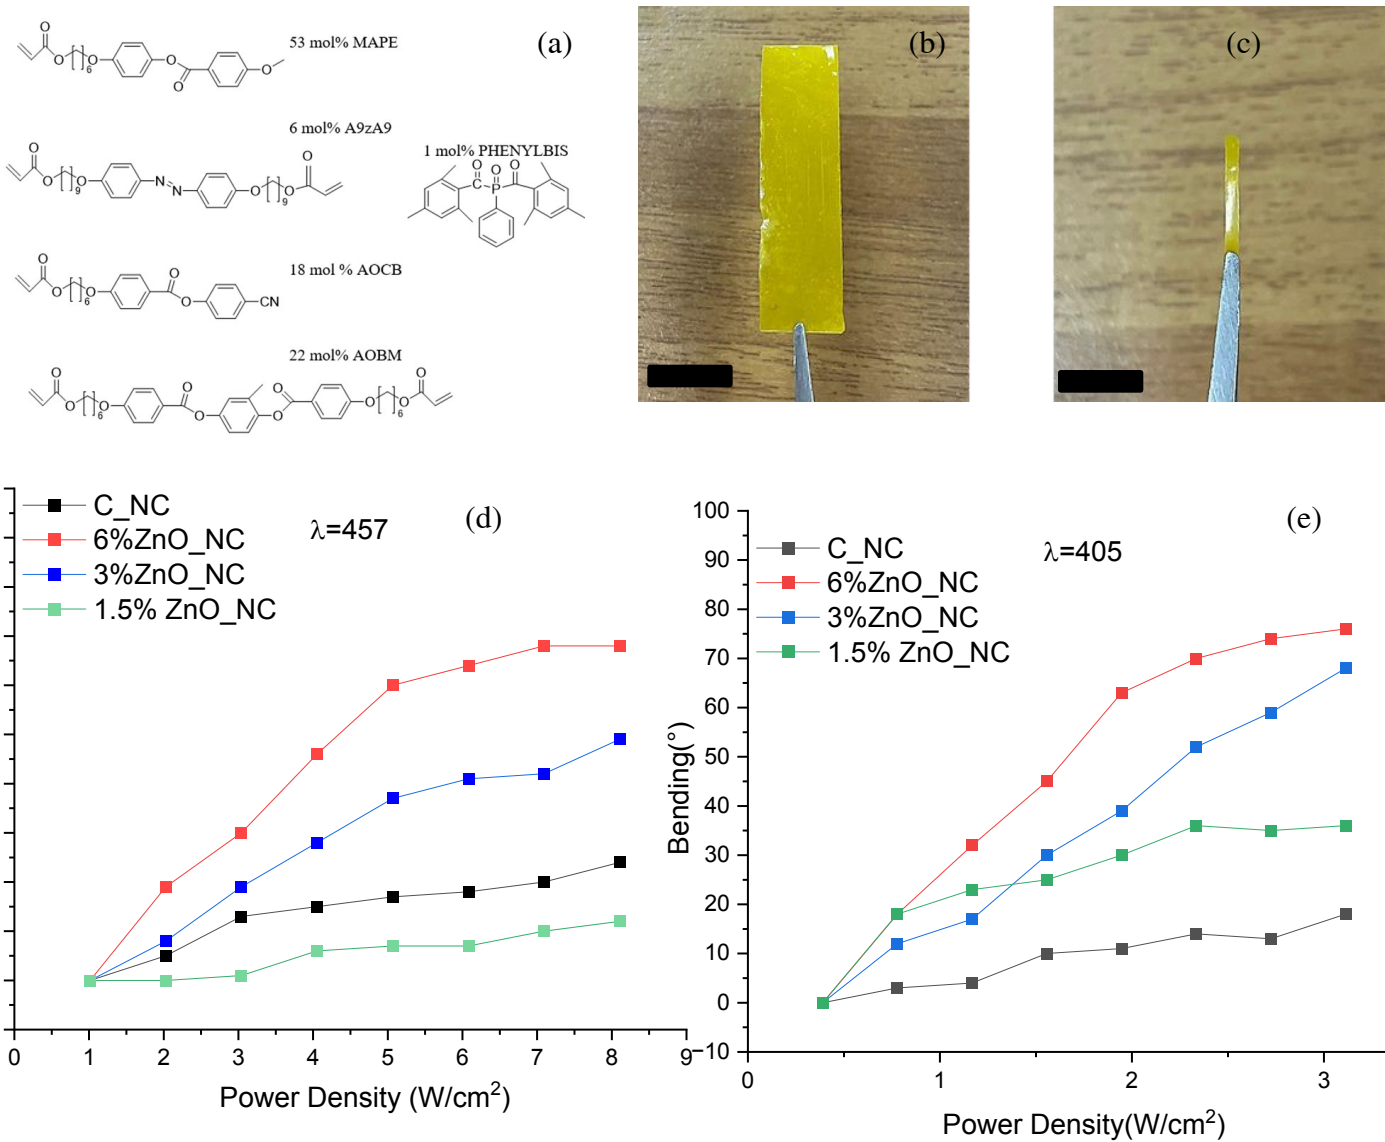 53 mol% MAPE
(a)
6 mol% A9zA9
1 mol% PHENYLBIS
18 mol % AOCB
22 mol% AOBM
(b)
(c)
C_NC
6%ZnO_NC
3%ZnO_NC
1.5% ZnO_NC
λ=457
(d)
0 1 2 3 4 5 6 7 8 9
Power Density (W/cm²)
C_NC
6%ZnO_NC
3%ZnO_NC
1.5% ZnO_NC
λ=405
(e)
100
90
80
70
60
50
40
30
20
10
0
−10
Bending(°)
0 1 2 3
Power Density(W/cm²)